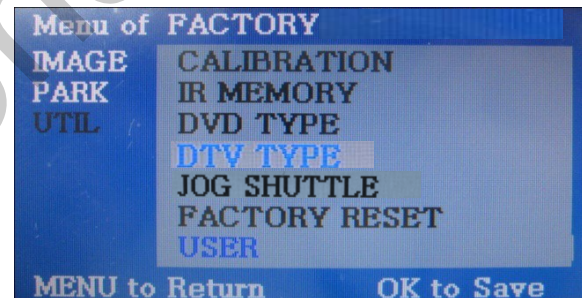 Menu of FACTORY
IMAGE CALIBRATION
PARK IR MEMORY
UTIL DVD TYPE
DTV TYPE
JOG SHUTTLE
FACTORY RESET
USER
MENU to Return OK to Save